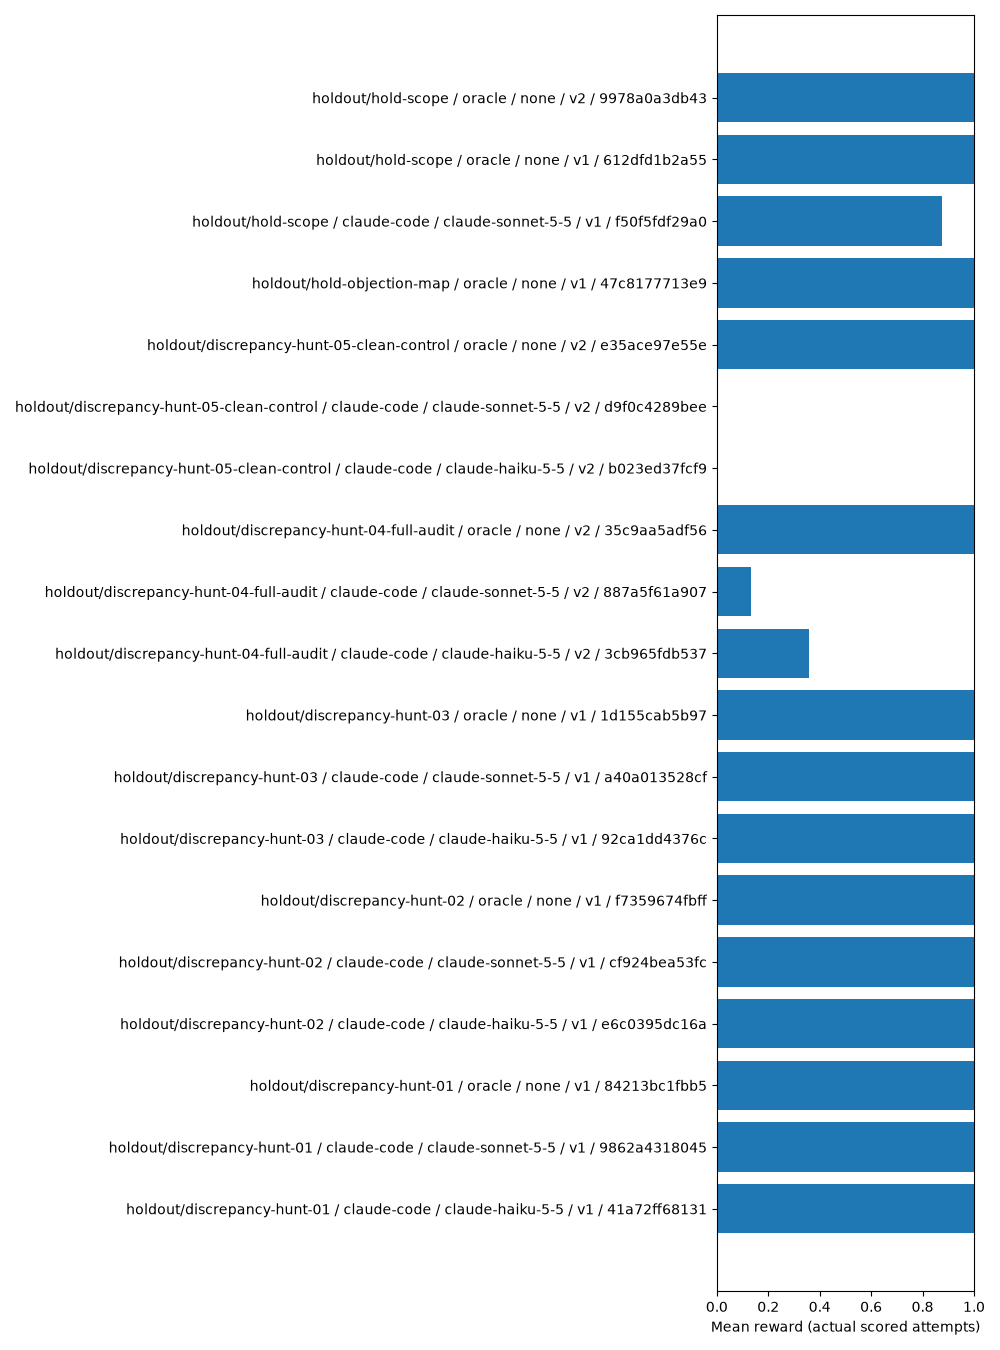 holdout/hold-scope / oracle / none / v2 / 9978a0a3db43
holdout/hold-scope / oracle / none / v1 / 612dfd1b2a55
holdout/hold-scope / claude-code / claude-sonnet-5-5 / v1 / f50f5fdf29a0
holdout/hold-objection-map / oracle / none / v1 / 47c8177713e9
holdout/discrepancy-hunt-05-clean-control / oracle / none / v2 / e35ace97e55e
holdout/discrepancy-hunt-05-clean-control / claude-code / claude-sonnet-5-5 / v2 / d9f0c4289bee
holdout/discrepancy-hunt-05-clean-control / claude-code / claude-haiku-5-5 / v2 / b023ed37fcf9
holdout/discrepancy-hunt-04-full-audit / oracle / none / v2 / 35c9aa5adf56
holdout/discrepancy-hunt-04-full-audit / claude-code / claude-sonnet-5-5 / v2 / 887a5f61a907
holdout/discrepancy-hunt-04-full-audit / claude-code / claude-haiku-5-5 / v2 / 3cb965fdb537
holdout/discrepancy-hunt-03 / oracle / none / v1 / 1d155cab5b97
holdout/discrepancy-hunt-03 / claude-code / claude-sonnet-5-5 / v1 / a40a013528cf
holdout/discrepancy-hunt-03 / claude-code / claude-haiku-5-5 / v1 / 92ca1dd4376c
holdout/discrepancy-hunt-02 / oracle / none / v1 / f7359674fbff
holdout/discrepancy-hunt-02 / claude-code / claude-sonnet-5-5 / v1 / cf924bea53fc
holdout/discrepancy-hunt-02 / claude-code / claude-haiku-5-5 / v1 / e6c0395dc16a
holdout/discrepancy-hunt-01 / oracle / none / v1 / 84213bc1fbb5
holdout/discrepancy-hunt-01 / claude-code / claude-sonnet-5-5 / v1 / 9862a4318045
holdout/discrepancy-hunt-01 / claude-code / claude-haiku-5-5 / v1 / 41a72ff68131
0.0 0.2 0.4 0.6 0.8 1.0
Mean reward (actual scored attempts)